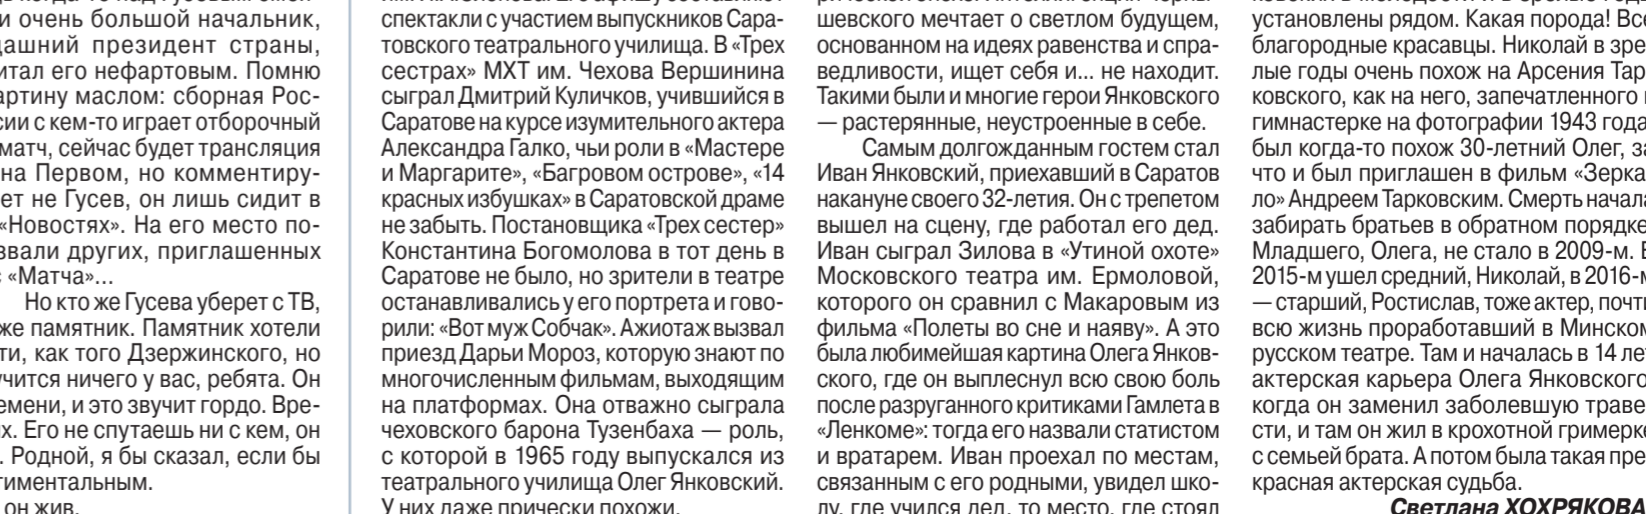 и очень большой начальник,
президент страны,
его нефартовым. Помню
маслом: сборная Рос-
с кем-то играет отборочный
матч, сейчас будет трансляция
на Первом, но комментиру-
ет не Гусев, он лишь сидит в
«Новостях». На его место по-
звали других, приглашенных
с «Матча»...
Но кто же Гусева уберет с ТВ,
памятник. Памятник хотели
как того Дзержинского, но
ничего у вас, ребята. Он
и это звучит гордо. Вре-
Его не спутаешь ни с кем, он
Родной, я бы сказал, если бы
он жив.
спектакли с участием выпускников Сара-
товского театрального училища. В «Трех
сестрах» МХТ им. Чехова Вершинина
сыграл Дмитрий Куличков, учившийся в
Саратове на курсе изумительного актера
Александра Галко, чьи роли в «Мастере
и Маргарите», «Багровом острове», «14
красных избушках» в Саратовской драме
не забыть. Постановщика «Трех сестер»
Константина Богомолова в тот день в
Саратове не было, но зрители в театре
останавливались у его портрета и гово-
рили: «Вот муж Собчак». Ажиотаж вызвал
приезд Дарьи Мороз, которую знают по
многочисленным фильмам, выходящим
на платформах. Она отважно сыграла
чеховского барона Тузенбаха — роль,
с которой в 1965 году выпускался из
театрального училища Олег Янковский.
У них даже прически похожи.
шевского мечтает о светлом будущем,
основанном на идеях равенства и спра-
ведливости, ищет себя и... не находит.
Такими были и многие герои Янковского
— растерянные, неустроенные в себе.
Самым долгожданным гостем стал
Иван Янковский, приехавший в Саратов
накануне своего 32-летия. Он с трепетом
вышел на сцену, где работал его дед.
Иван сыграл Зилова в «Утиной охоте»
Московского театра им. Ермоловой,
которого он сравнил с Макаровым из
фильма «Полеты во сне и наяву». А это
была любимейшая картина Олега Янков-
ского, где он выплеснул всю свою боль
после разруганного критиками Гамлета в
«Ленкоме»: тогда его назвали статистом
и вратарем. Иван проехал по местам,
связанным с его родными, увидел шко-
лу, где учился дед, то место, где стоял
установлены рядом. Какая порода! Все
благородные красавцы. Николай в зре-
лые годы очень похож на Арсения Тар-
ковского, как на него, запечатленного в
гимнастерке на фотографии 1943 года,
был когда-то похож 30-летний Олег, за
что и был приглашен в фильм «Зерка-
ло» Андреем Тарковским. Смерть начала
забирать братьев в обратном порядке.
Младшего, Олега, не стало в 2009-м. В
2015-м ушел средний, Николай, в 2016-м
— старший, Ростислав, тоже актер, почти
всю жизнь проработавший в Минском
русском театре. Там и началась в 14 лет
актерская карьера Олега Янковского,
когда он заменил заболевшую траве-
сти, и там он жил в крохотной гримерке
с семьей брата. А потом была такая пре-
красная актерская судьба.
Светлана ХОХРЯКОВА